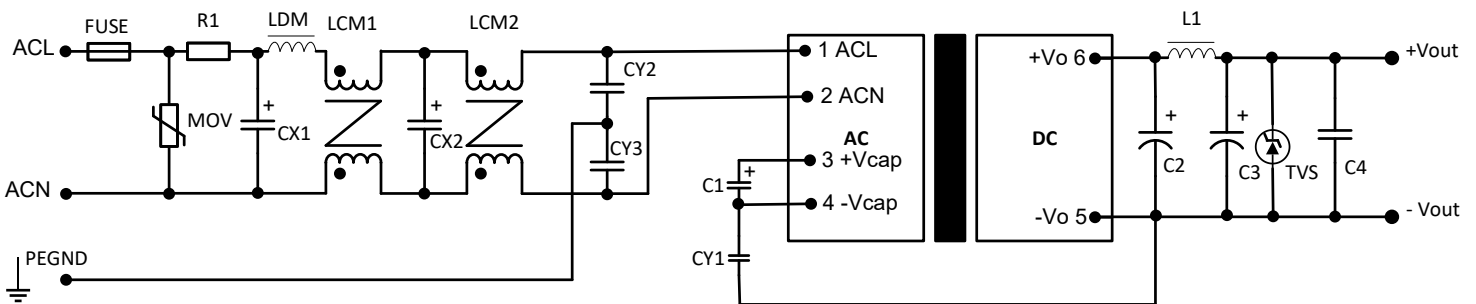 FUSE
R1
LDM
LCM1
LCM2
L1
ACL
1 ACL
+Vo 6
+Vout
CY2
2 ACN
MOV
+
CX1
+
CX2
AC
DC
+
C2
+
C3
TVS
C4
CY3
3 +Vcap
C1
+
ACN
4 -Vcap
-Vo 5
- Vout
PEGND
CY1